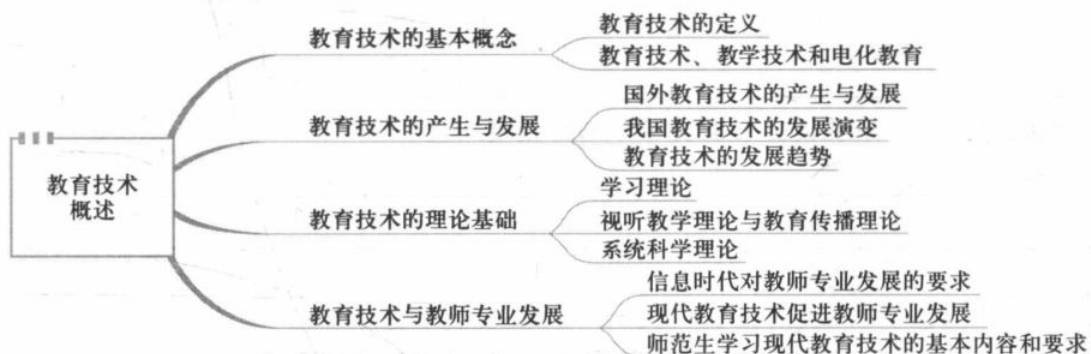 教育技术
概述
教育技术的基本概念
教育技术的定义
教育技术、教学技术和电化教育
教育技术的产生与发展
国外教育技术的产生与发展
我国教育技术的发展演变
教育技术的发展趋势
教育技术的理论基础
学习理论
视听教学理论与教育传播理论
系统科学理论
教育技术与教师专业发展
信息时代对教师专业发展的要求
现代教育技术促进教师专业发展
师范生学习现代教育技术的基本内容和要求